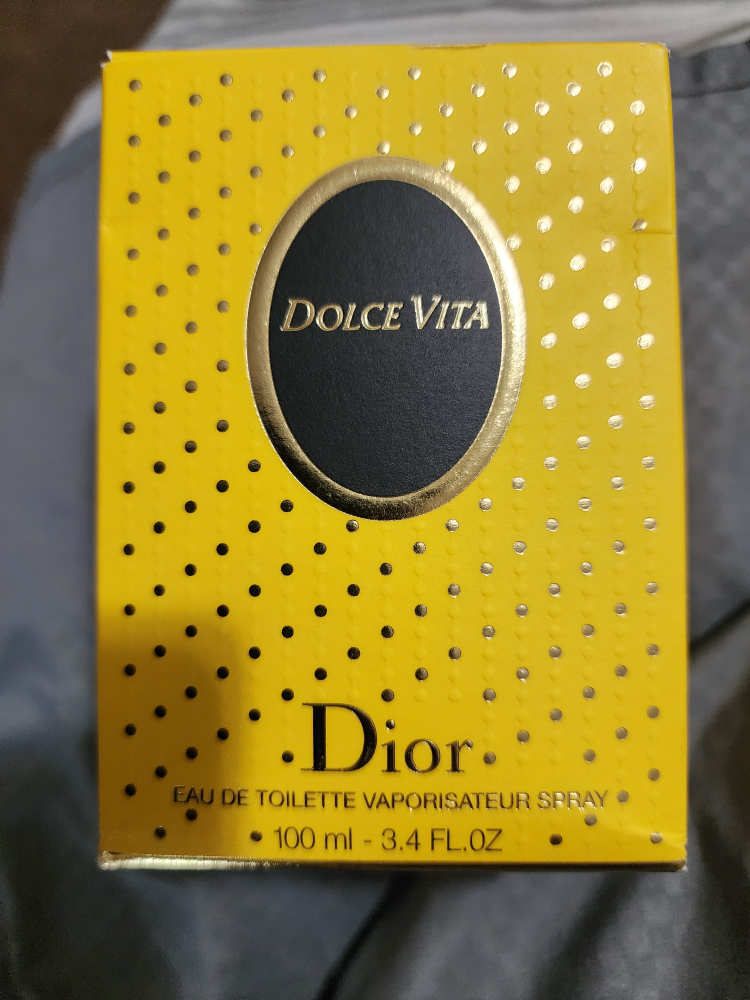 DOLCE VITA
Dior
EAU DE TOILETTE VAPORISATEUR SPRAY
100 ml - 3.4 FL.OZ